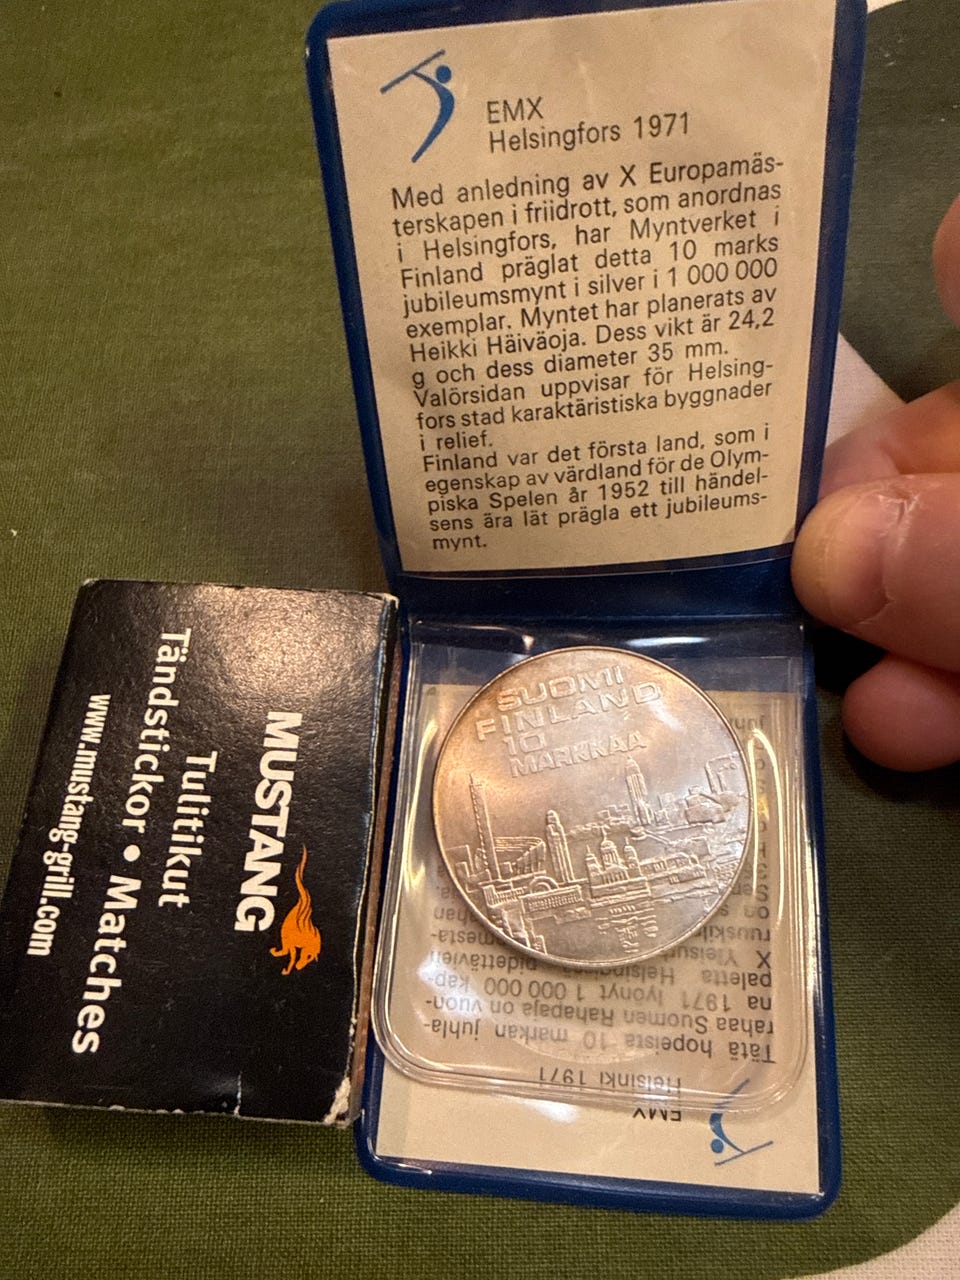 EMX
Helsingfors 1971
Med anledning av X Europamäs-
terskapen i friidrott, som anordnas
i Helsingfors, har Myntverket i
Finland präglat detta 10 marks
jubileumsmynt i silver i 1 000 000
exemplar. Myntet har planerats av
Heikki Häiväoja. Dess vikt är 24,2
g och dess diameter 35 mm.
Valörsidan uppvisar för Helsing-
fors stad karaktäristiska byggnader
i relief.
Finland var det första land, som i
egenskap av värdland för de Olym-
piska Spelen år 1952 till händel-
sens ära lät prägla ett jubileums-
mynt.
SUOMI
FINLAND
10
MARKKAA
MUSTANG
Tulitikut
Tändstickor • Matches
www.mustang-grill.com
EMV
Helsinki 1971
Tätä hopeista 10 markan juhla-
rahaa Suomen Rahapaja on vuon-
na 1971 lyönyt 1 000 000 kap-
paletta Helsingissä pidettävien
X Yleisur
ruusk
on s